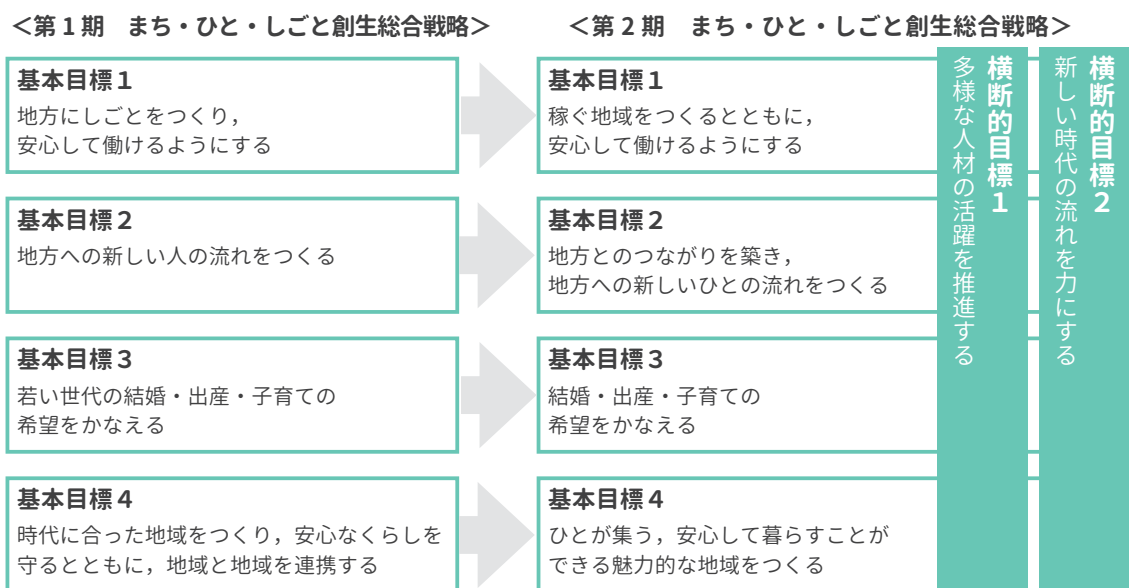 ＜第１期　まち・ひと・しごと創生総合戦略＞
基本目標１
地方にしごとをつくり，
安心して働けるようにする
基本目標２
地方への新しい人の流れをつくる
基本目標３
若い世代の結婚・出産・子育ての
希望をかなえる
基本目標４
時代に合った地域をつくり，安心なくらしを
守るとともに，地域と地域を連携する
＜第２期　まち・ひと・しごと創生総合戦略＞
基本目標１
稼ぐ地域をつくるとともに，
安心して働けるようにする
基本目標２
地方とのつながりを築き，
地方への新しいひとの流れをつくる
基本目標３
結婚・出産・子育ての
希望をかなえる
基本目標４
ひとが集う，安心して暮らすことが
できる魅力的な地域をつくる
横断的目標１
多様な人材の活躍を推進する
横断的目標２
新しい時代の流れを力にする